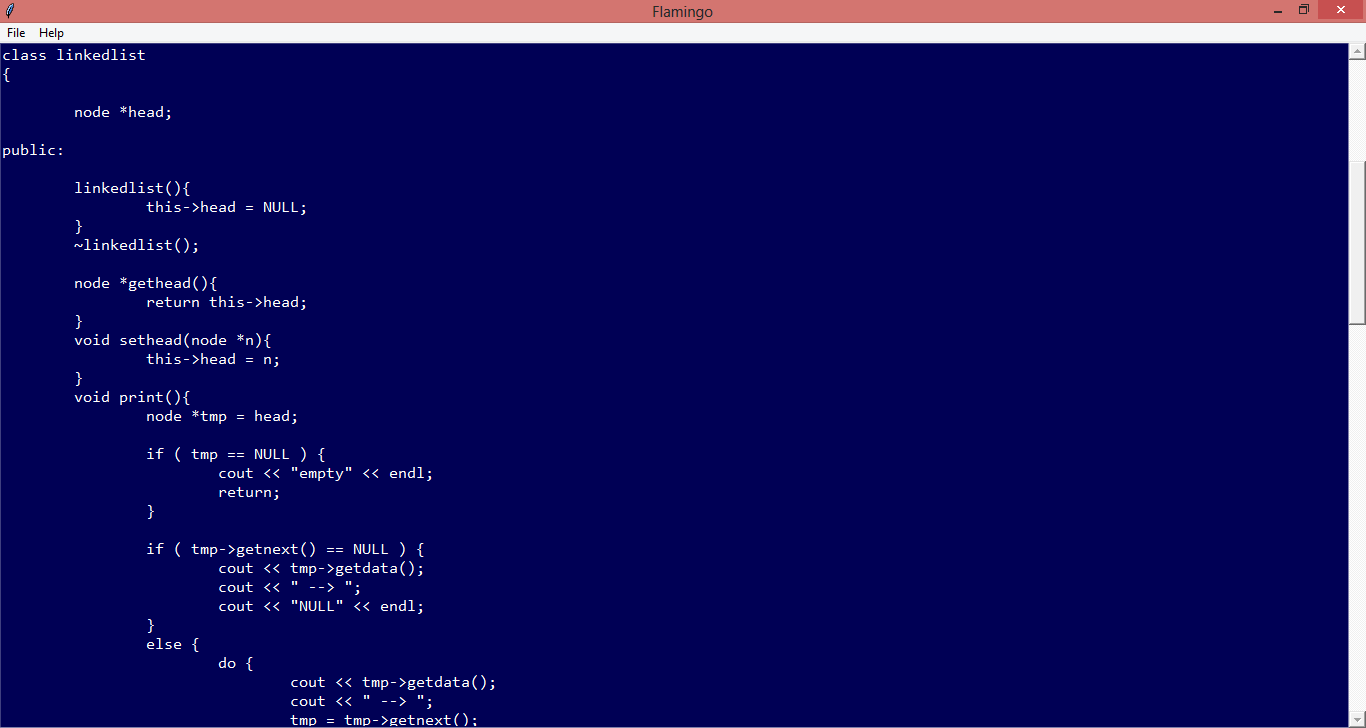 Flamingo
File Help
class linkedlist
{
        node *head;
public:
        linkedlist(){
                this->head = NULL;
        }
        ~linkedlist();
        node *gethead(){
                return this->head;
        }
        void sethead(node *n){
                this->head = n;
        }
        void print(){
                node *tmp = head;
                if ( tmp == NULL ) {
                        cout << "empty" << endl;
                        return;
                }
                if ( tmp->getnext() == NULL ) {
                        cout << tmp->getdata();
                        cout << " --> ";
                        cout << "NULL" << endl;
                }
                else {
                        do {
                                cout << tmp->getdata();
                                cout << " --> ";
                                tmp = tmp->getnext();